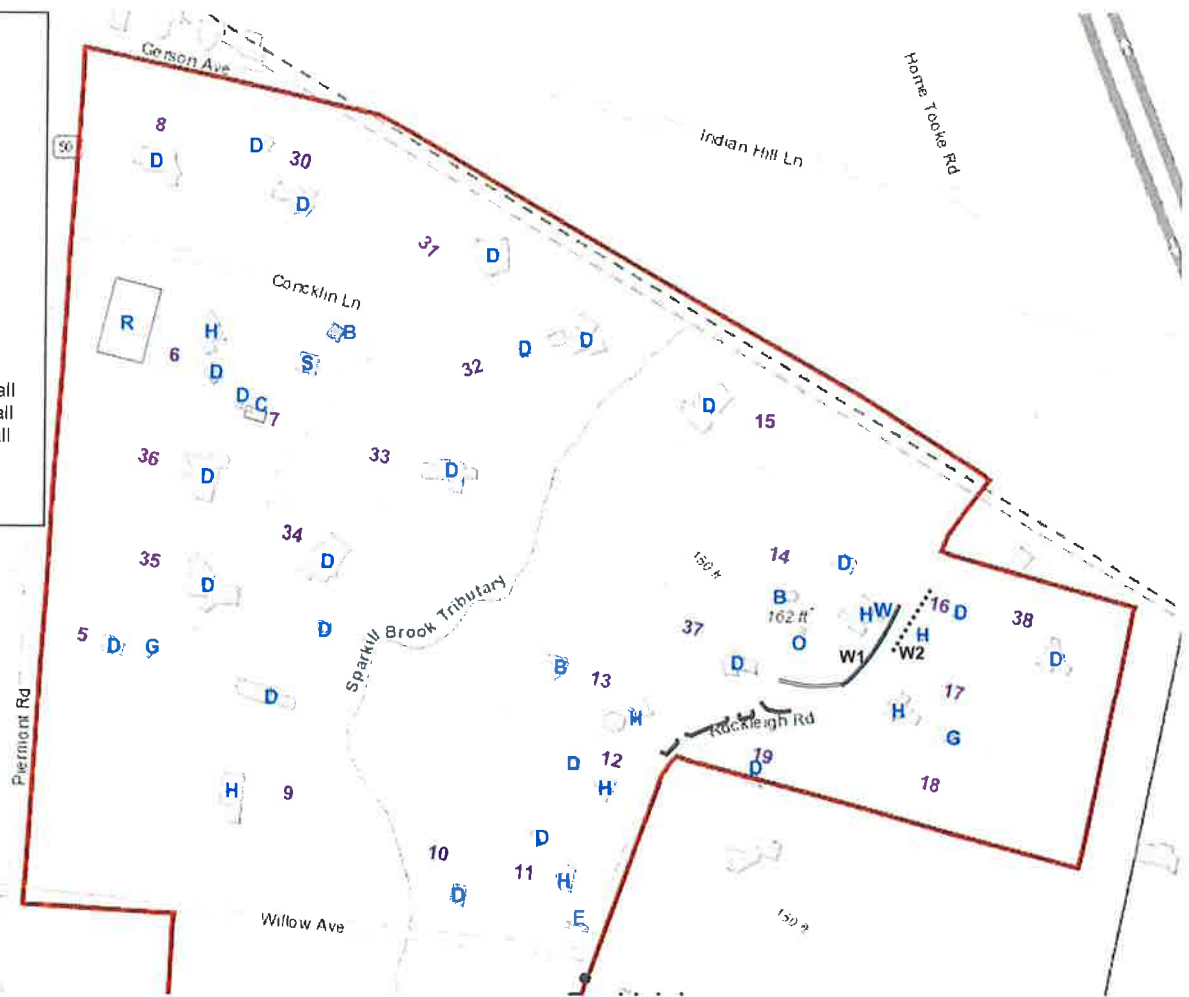 Gerson Ave
Home Tooke Rd
Indian Hill Ln
8
50
D
D
30
D
31
D
Concklin Ln
R
H
B
6
S
D
32
D
D
D
C
7
D
15
36
D
33
D
34
D
35
D
150 ft
14
D
B
162 ft
H
W
16
D
38
Sparkill Brook Tributary
5
D
G
D
37
O
W1
H
W2
D
D
B
13
17
D
H
H
G
Rockleigh Rd
Piermont Rd
D
12
19
D
18
H
9
H
D
10
11
H
D
E
Willow Ave
150 ft
all
all
all